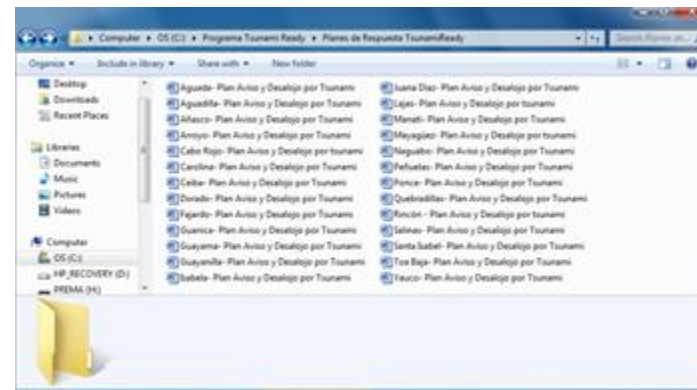 Computer ▸ OS (C:) ▸ Programa Tsunami Ready ▸ Planes de Respuesta TsunamiReady
Organize
Include in library
Share with
New folder
Desktop
Downloads
Recent Places
Libraries
Documents
Music
Pictures
Videos
Computer
OS (C:)
HP_RECOVERY (D:)
PREMA (H:)
Aguada- Plan Aviso y Desalojo por Tsunami
Aguadilla- Plan Aviso y Desalojo por Tsunami
Añasco- Plan Aviso y Desalojo por Tsunami
Arroyo- Plan Aviso y Desalojo por Tsunami
Cabo Rojo- Plan Aviso y Desalojo por tsunami
Carolina- Plan Aviso y Desalojo por Tsunami
Ceiba- Plan Aviso y Desalojo por Tsunami
Dorado- Plan Aviso y Desalojo por Tsunami
Fajardo- Plan Aviso y Desalojo por Tsunami
Guanica- Plan Aviso y Desalojo por Tsunami
Guayama- Plan Aviso y Desalojo por Tsunami
Guayanilla- Plan Aviso y Desalojo por Tsunami
Isabela- Plan Aviso y Desalojo por Tsunami
Juana Diaz- Plan Aviso y Desalojo por Tsunami
Lajas- Plan Aviso y Desalojo por tsunami
Manati- Plan Aviso y Desalojo por Tsunami
Mayagüez- Plan Aviso y Desalojo por tsunami
Naguabo- Plan Aviso y Desalojo por Tsunami
Peñuelas- Plan Aviso y Desalojo por Tsunami
Ponce- Plan Aviso y Desalojo por Tsunami
Quebradillas- Plan Aviso y Desalojo por Tsunami
Rincón - Plan Aviso y Desalojo por tsunami
Salinas- Plan Aviso y Desalojo por Tsunami
Santa Isabel- Plan Aviso y Desalojo por Tsunami
Toa Baja- Plan Aviso y Desalojo por Tsunami
Yauco- Plan Aviso y Desalojo por Tsunami